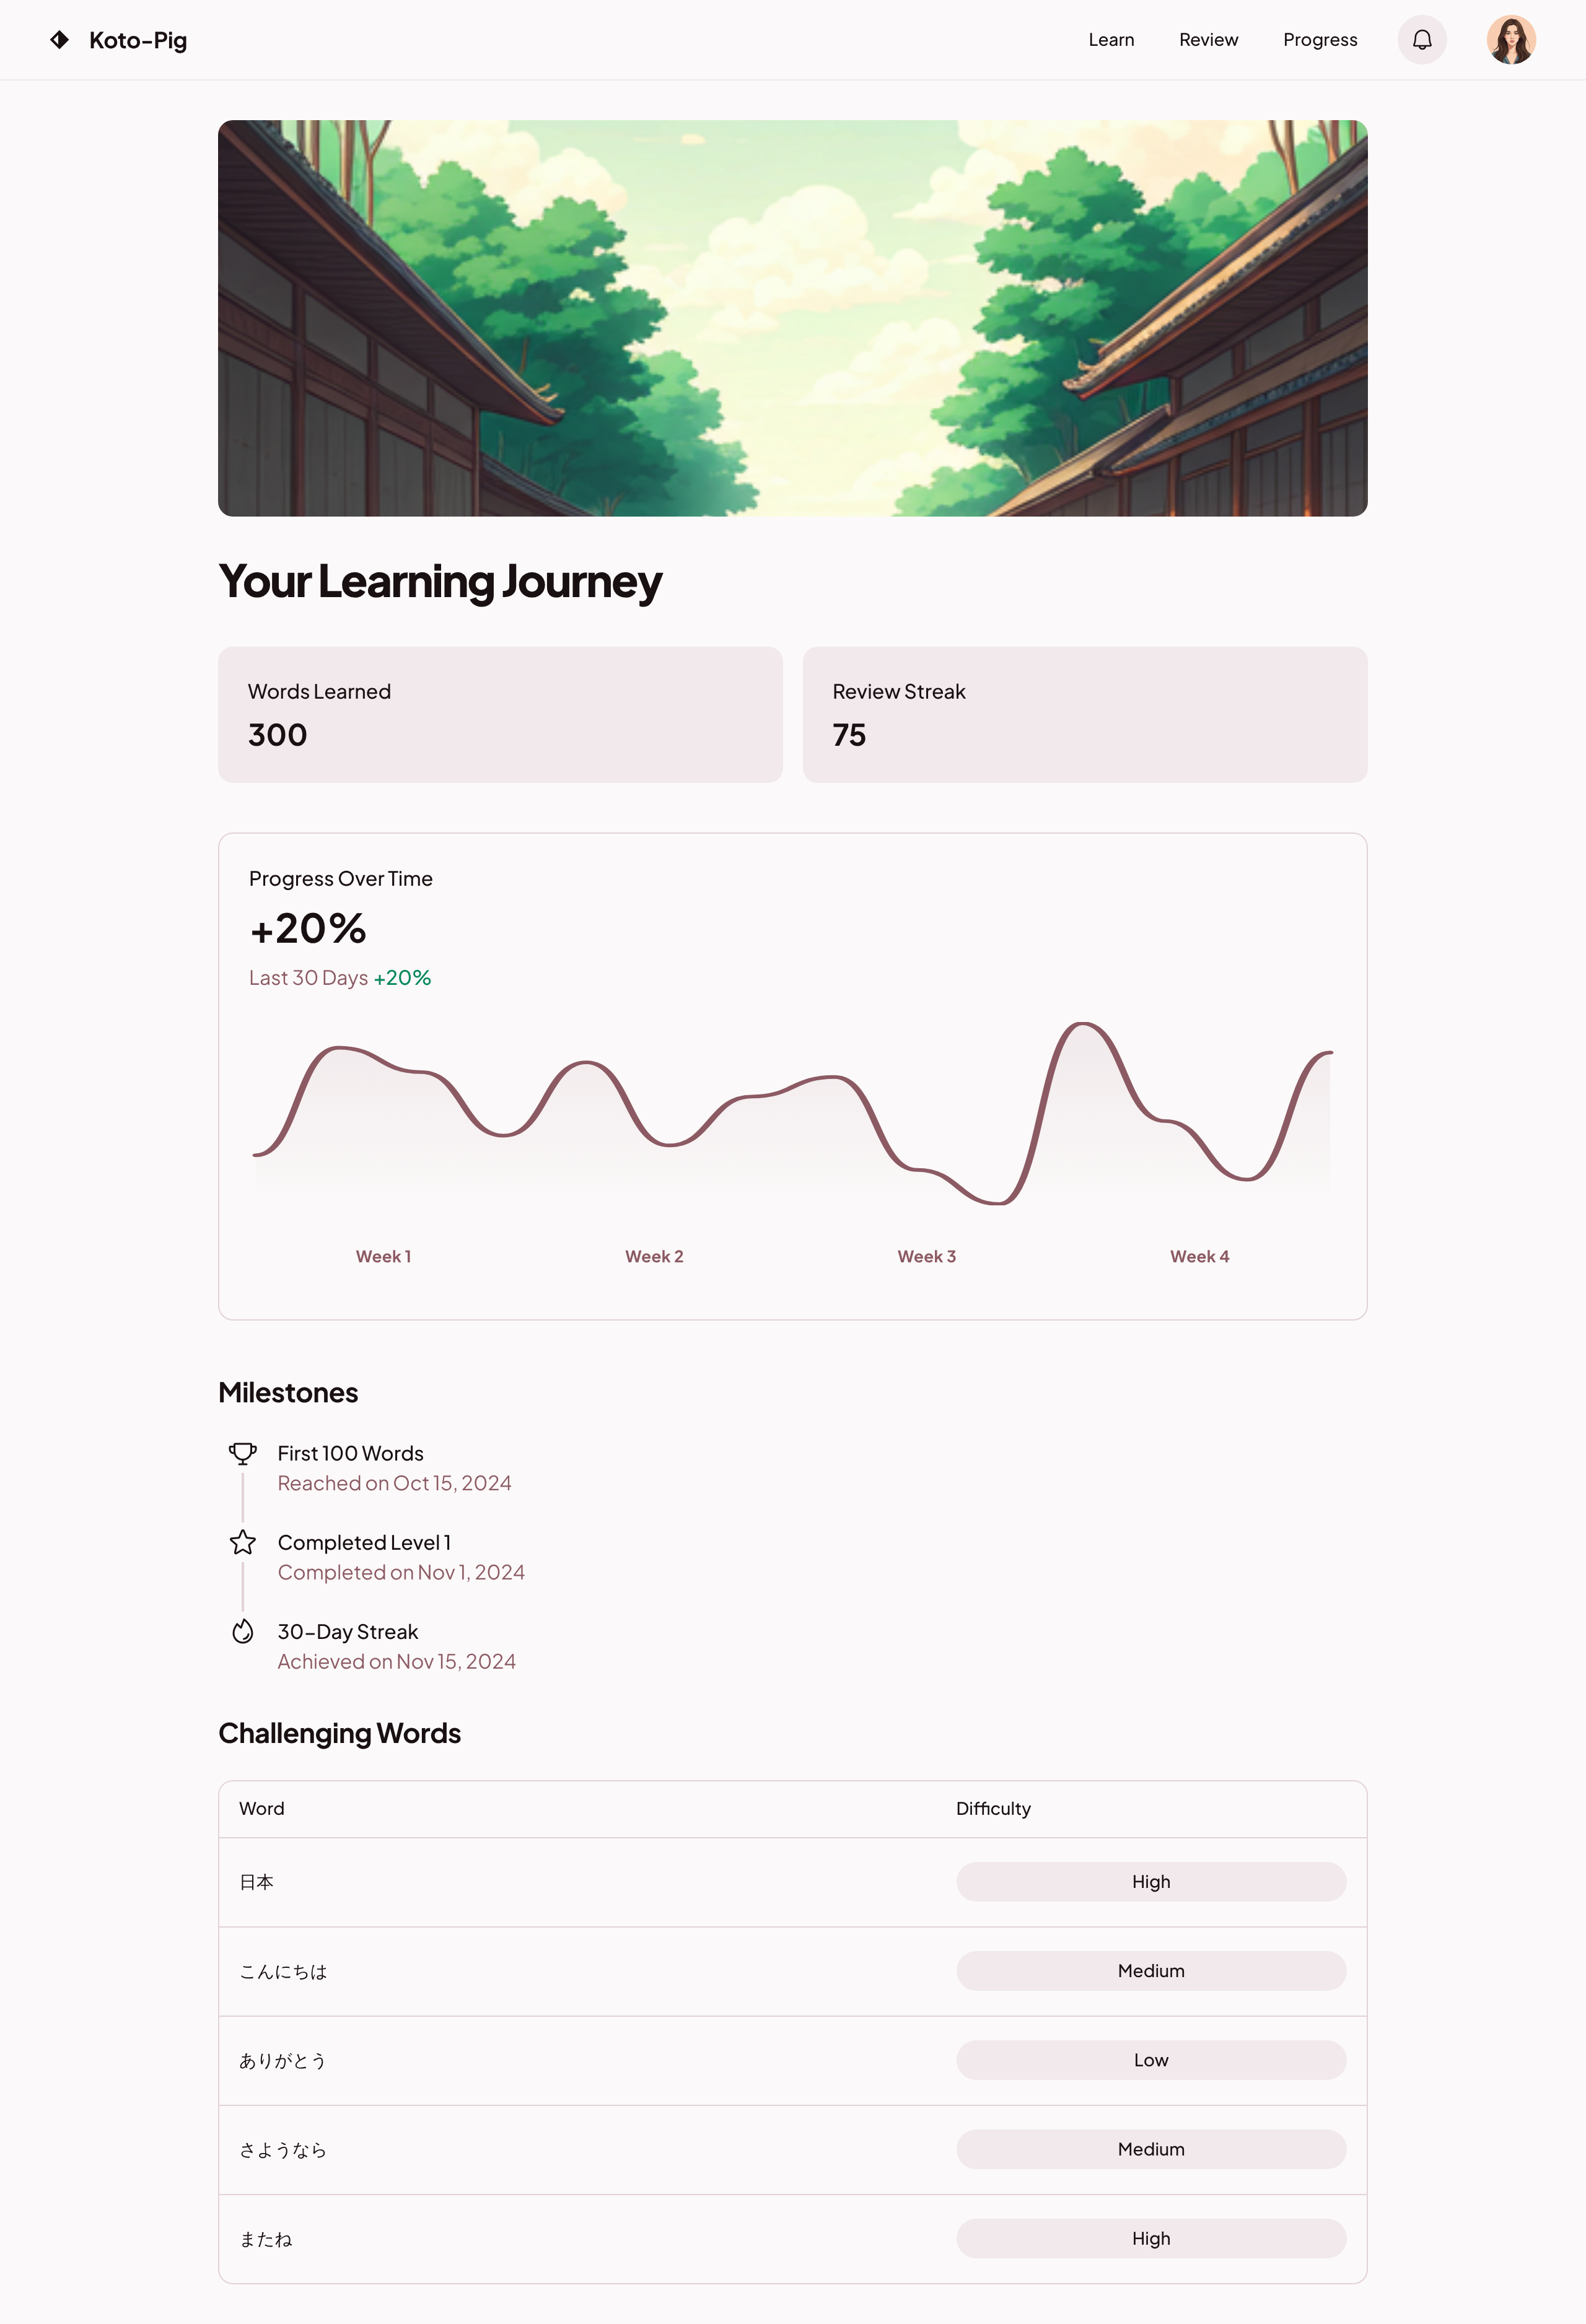 Koto-Pig
Learn
Review
Progress
Your Learning Journey
Words Learned
300
Review Streak
75
Progress Over Time
+20%
Last 30 Days +20%
Week 1
Week 2
Week 3
Week 4
Milestones
First 100 Words
Reached on Oct 15, 2024
Completed Level 1
Completed on Nov 1, 2024
30-Day Streak
Achieved on Nov 15, 2024
Challenging Words
Word
Difficulty
日本
High
こんにちは
Medium
ありがとう
Low
さようなら
Medium
またね
High